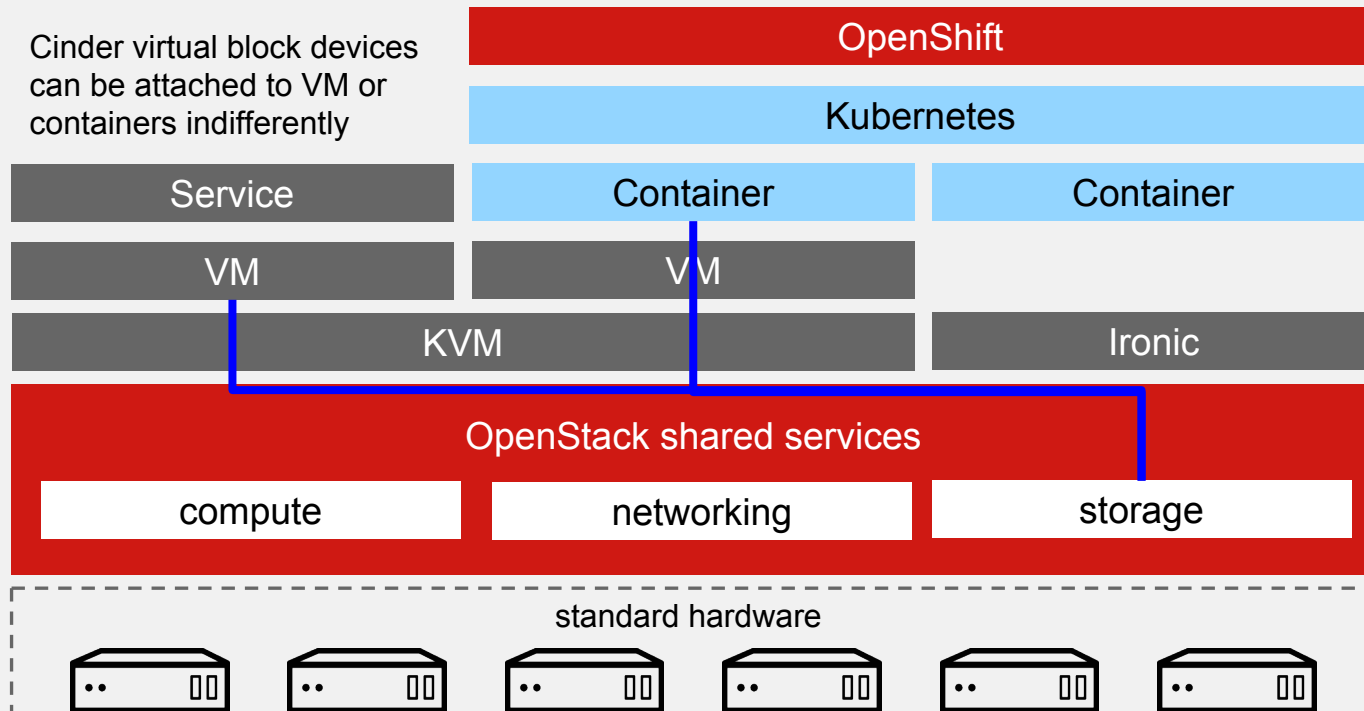 Cinder virtual block devices
can be attached to VM or
containers indifferently
OpenShift
Kubernetes
Service
Container
Container
VM
VM
KVM
Ironic
OpenStack shared services
compute
networking
storage
standard hardware